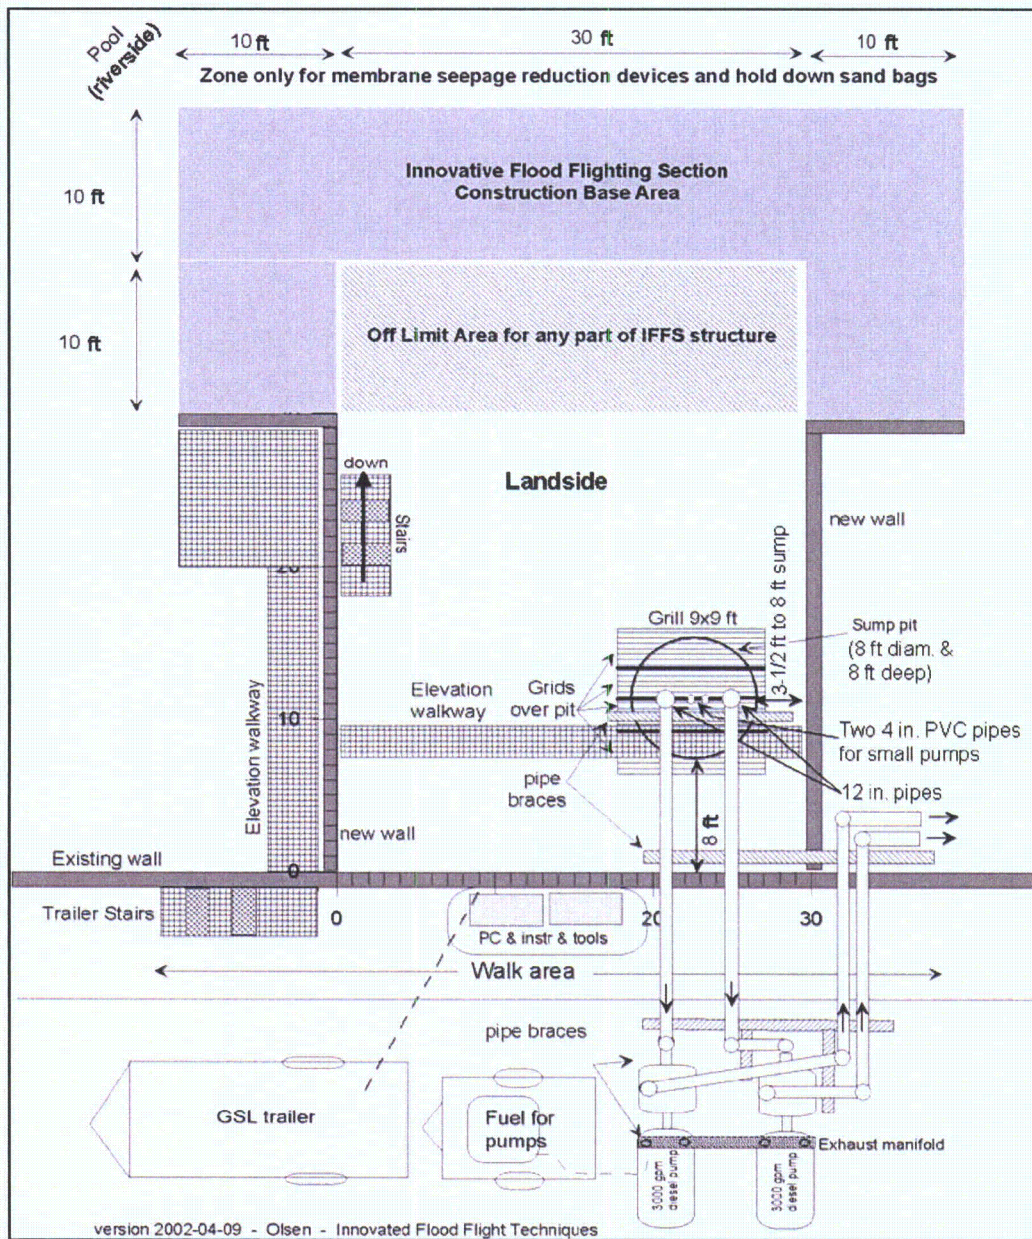 Pool
(riverside)
10 ft
30 ft
10 ft
Zone only for membrane seepage reduction devices and hold down sand bags
10 ft
Innovative Flood Flighting Section
Construction Base Area
10 ft
Off Limit Area for any part of IFFS structure
down
Stairs
Landside
new wall
20
3-1/2 ft to 8 ft sump
Grill 9x9 ft
Sump pit
(8 ft diam. &
8 ft deep)
Elevation walkway
Grids
over pit
Elevation
walkway
10
Two 4 in. PVC pipes
for small pumps
pipe
braces
12 in. pipes
8 ft
new wall
Existing wall
0
Trailer Stairs
0
20
30
PC & instr & tools
Walk area
pipe braces
GSL trailer
Fuel for
pumps
Exhaust manifold
3000 gpm
diesel pump
3000 gpm
diesel pump
version 2002-04-09 - Olsen - Innovated Flood Flight Techniques